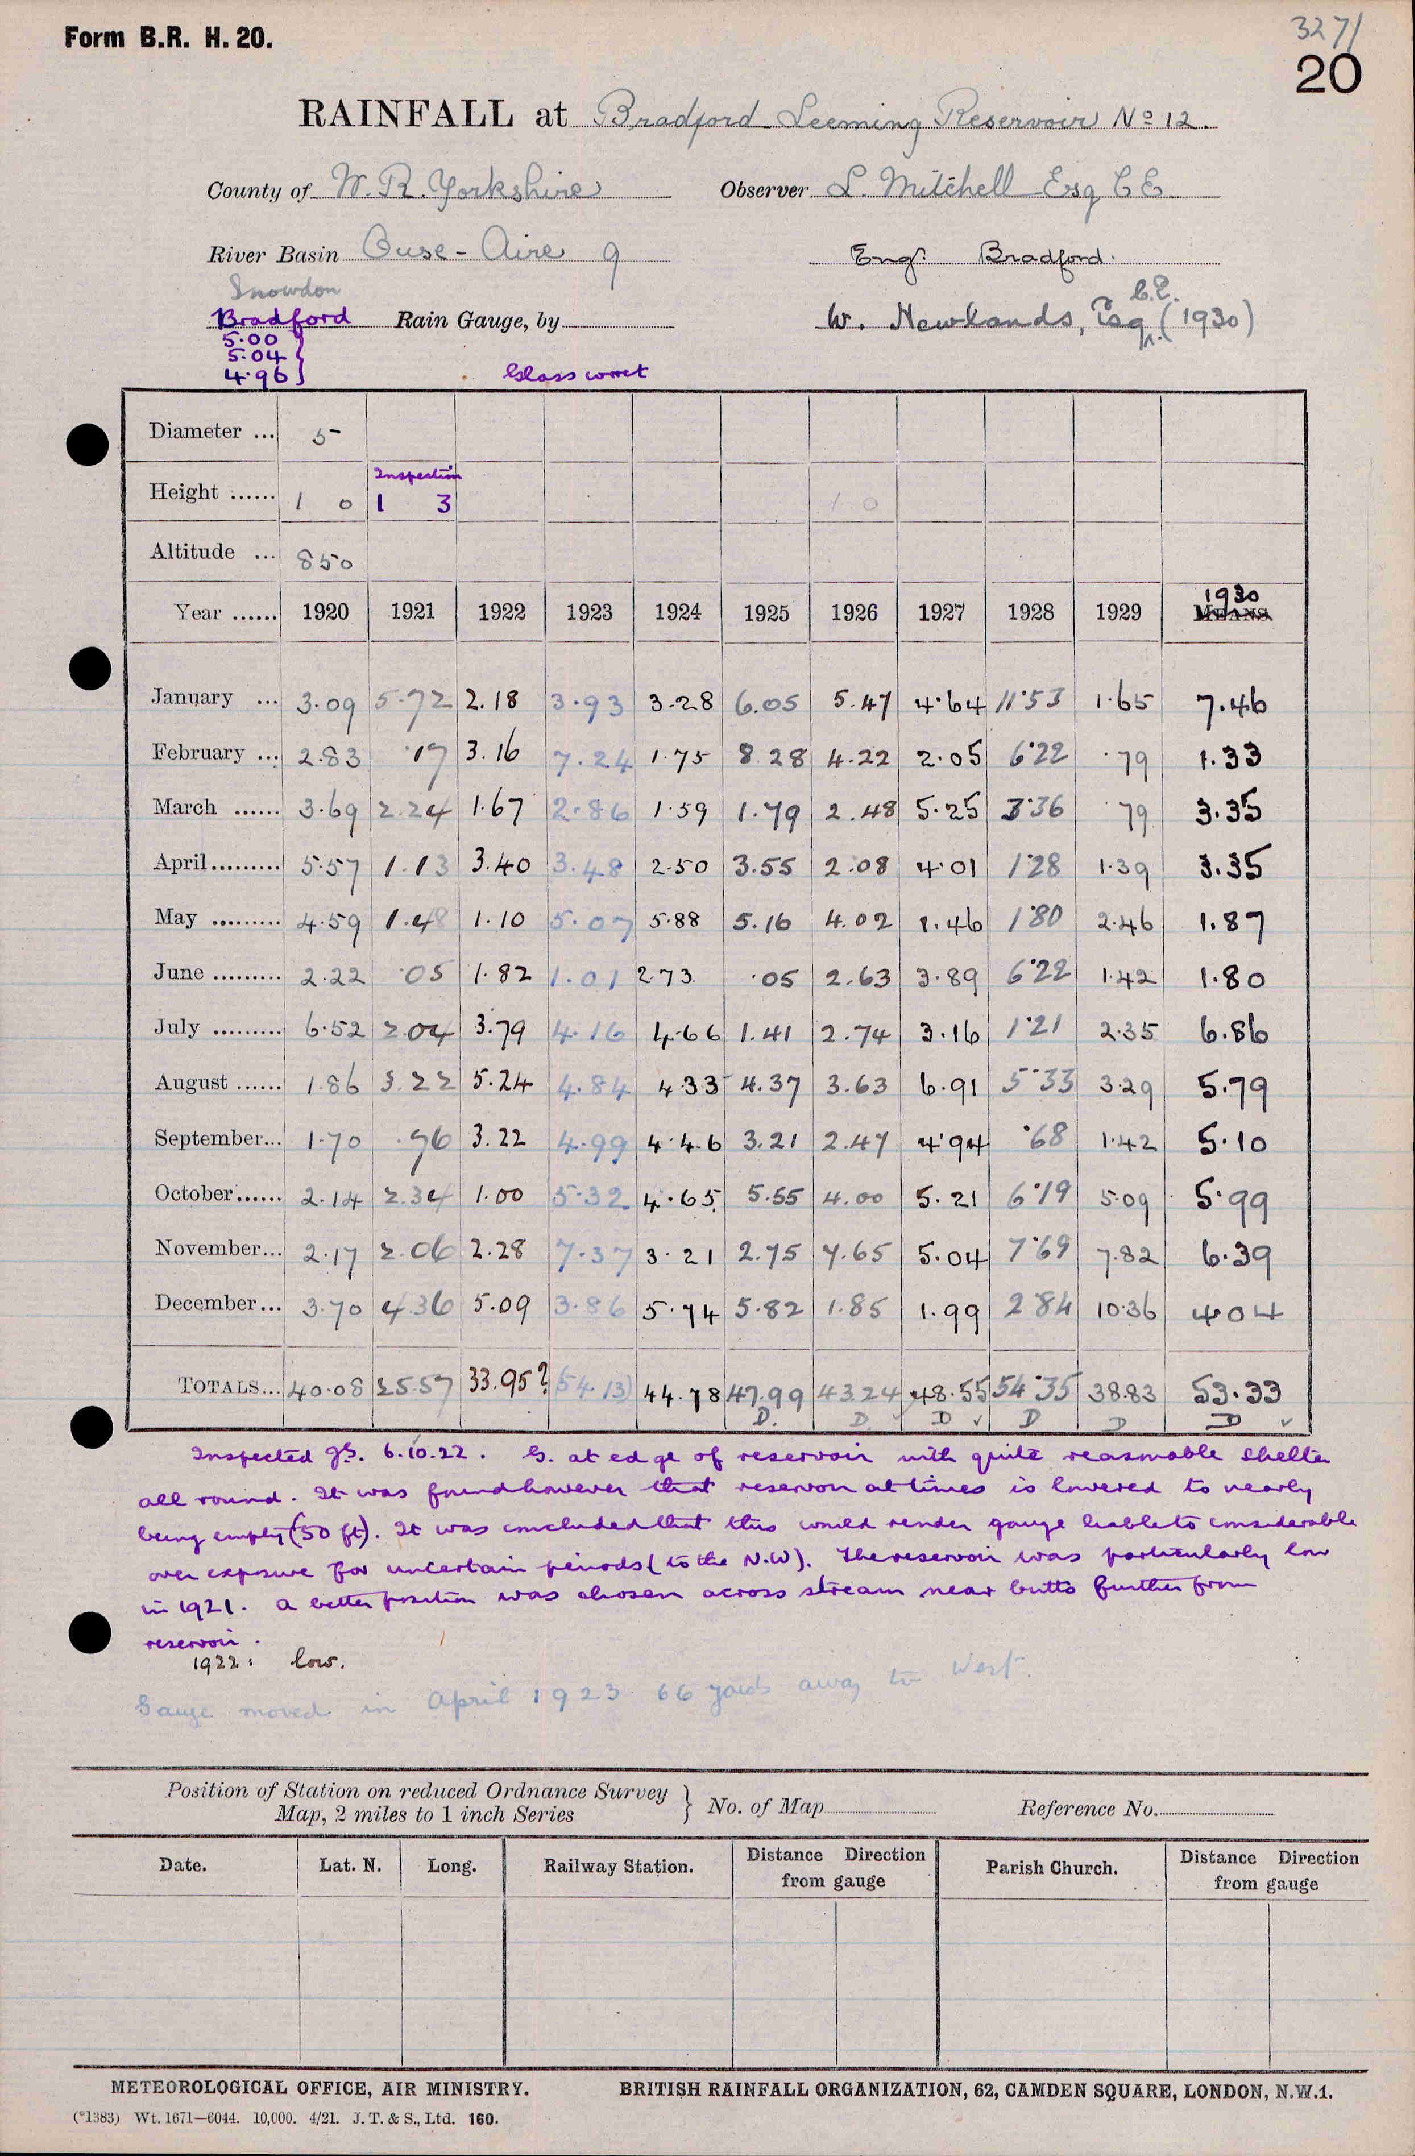 Form B.R. H. 20.
327/
20
RAINFALL at Bradford Leeming Reservoir No 12.
County of W. R. Yorkshire Observer L. Mitchell Esq C E
River Basin Ouse - Aire 9 Engr Bradford.
Snowdon
Bradford Rain Gauge, by W. Newlands, Esq C.E. (1930)
5.00
5.04
4.96
Glass correct
Diameter ... 5
Inspection
Height ...... 1 0 1 3 1 0
Altitude ... 850
Year ...... 1920 1921 1922 1923 1924 1925 1926 1927 1928 1929 1930 MEANS.
January ... 3.09 5.72 2.18 3.93 3.28 6.05 5.47 4.64 11.53 1.65 7.46
February ... 2.83 .17 3.16 7.24 1.75 8.28 4.22 2.05 6.22 .79 1.33
March ...... 3.69 2.24 1.67 2.86 1.59 1.79 2.48 5.25 3.36 .79 3.35
April......... 5.57 1.13 3.40 3.48 2.50 3.55 2.08 4.01 1.28 1.39 3.35
May ......... 4.59 1.48 1.10 5.07 5.88 5.16 4.02 1.46 1.80 2.46 1.87
June ......... 2.22 .05 1.82 1.01 2.73 .05 2.63 3.89 6.22 1.42 1.80
July ......... 6.52 2.04 3.79 4.16 4.66 1.41 2.74 3.16 1.21 2.35 6.86
August ...... 1.86 3.22 5.24 4.84 4.33 4.37 3.63 6.91 5.33 3.29 5.79
September... 1.70 .76 3.22 4.99 4.46 3.21 2.47 4.94 .68 1.42 5.10
October...... 2.14 2.34 1.00 5.32 4.65 5.55 4.00 5.21 6.19 5.09 5.99
November... 2.17 2.06 2.28 7.37 3.21 2.75 7.65 5.04 7.69 7.82 6.39
December... 3.70 4.36 5.09 3.86 5.74 5.82 1.85 1.99 2.84 10.36 4.04
TOTALS... 40.08 25.57 33.95? (54.13) 44.78 47.99 43.24 48.55 54.35 38.83 53.33
D. D D ✓ D D D ✓
Inspected 6.10.22. G. at edge of reservoir with quite reasonable shelter
all round. It was found however that reservoir at times is lowered to nearly
being empty (50 ft). It was concluded that this would render gauge liable to considerable
over exposure for uncertain periods (to the N.W). The reservoir was particularly low
in 1921. A better position was chosen across stream near butts further from
reservoir.
1922: low.
Gauge moved in April 1923 66 yards away to West.
Position of Station on reduced Ordnance Survey
Map, 2 miles to 1 inch Series } No. of Map Reference No.
Date. Lat. N. Long. Railway Station. Distance Direction from gauge Parish Church. Distance Direction from gauge
METEOROLOGICAL OFFICE, AIR MINISTRY. BRITISH RAINFALL ORGANIZATION, 62, CAMDEN SQUARE, LONDON, N.W.1.
(*1383) Wt. 1671—6044. 10,000. 4/21. J. T. & S., Ltd. 160.